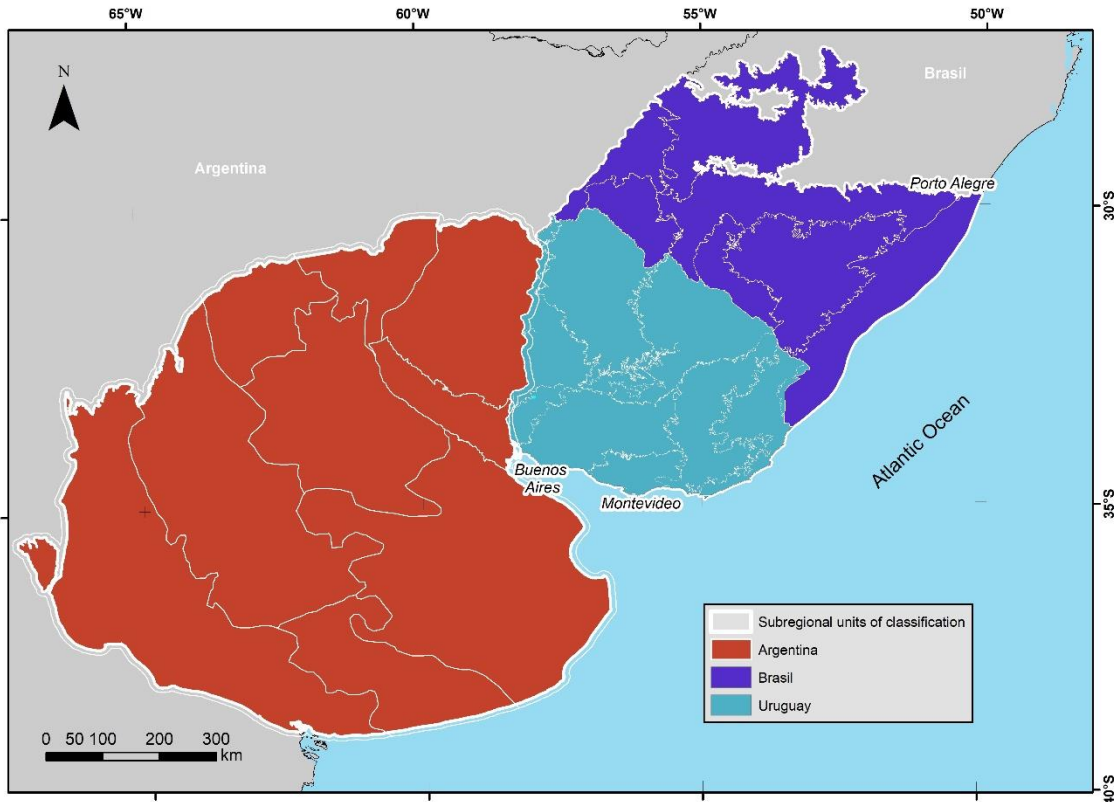 65°W
60°W
55°W
50°W
N
Brasil
Argentina
Porto Alegre
30°S
Buenos
Aires
Montevideo
Atlantic Ocean
35°S
Subregional units of classification
Argentina
Brasil
Uruguay
0 50 100 200 300
km
40°S